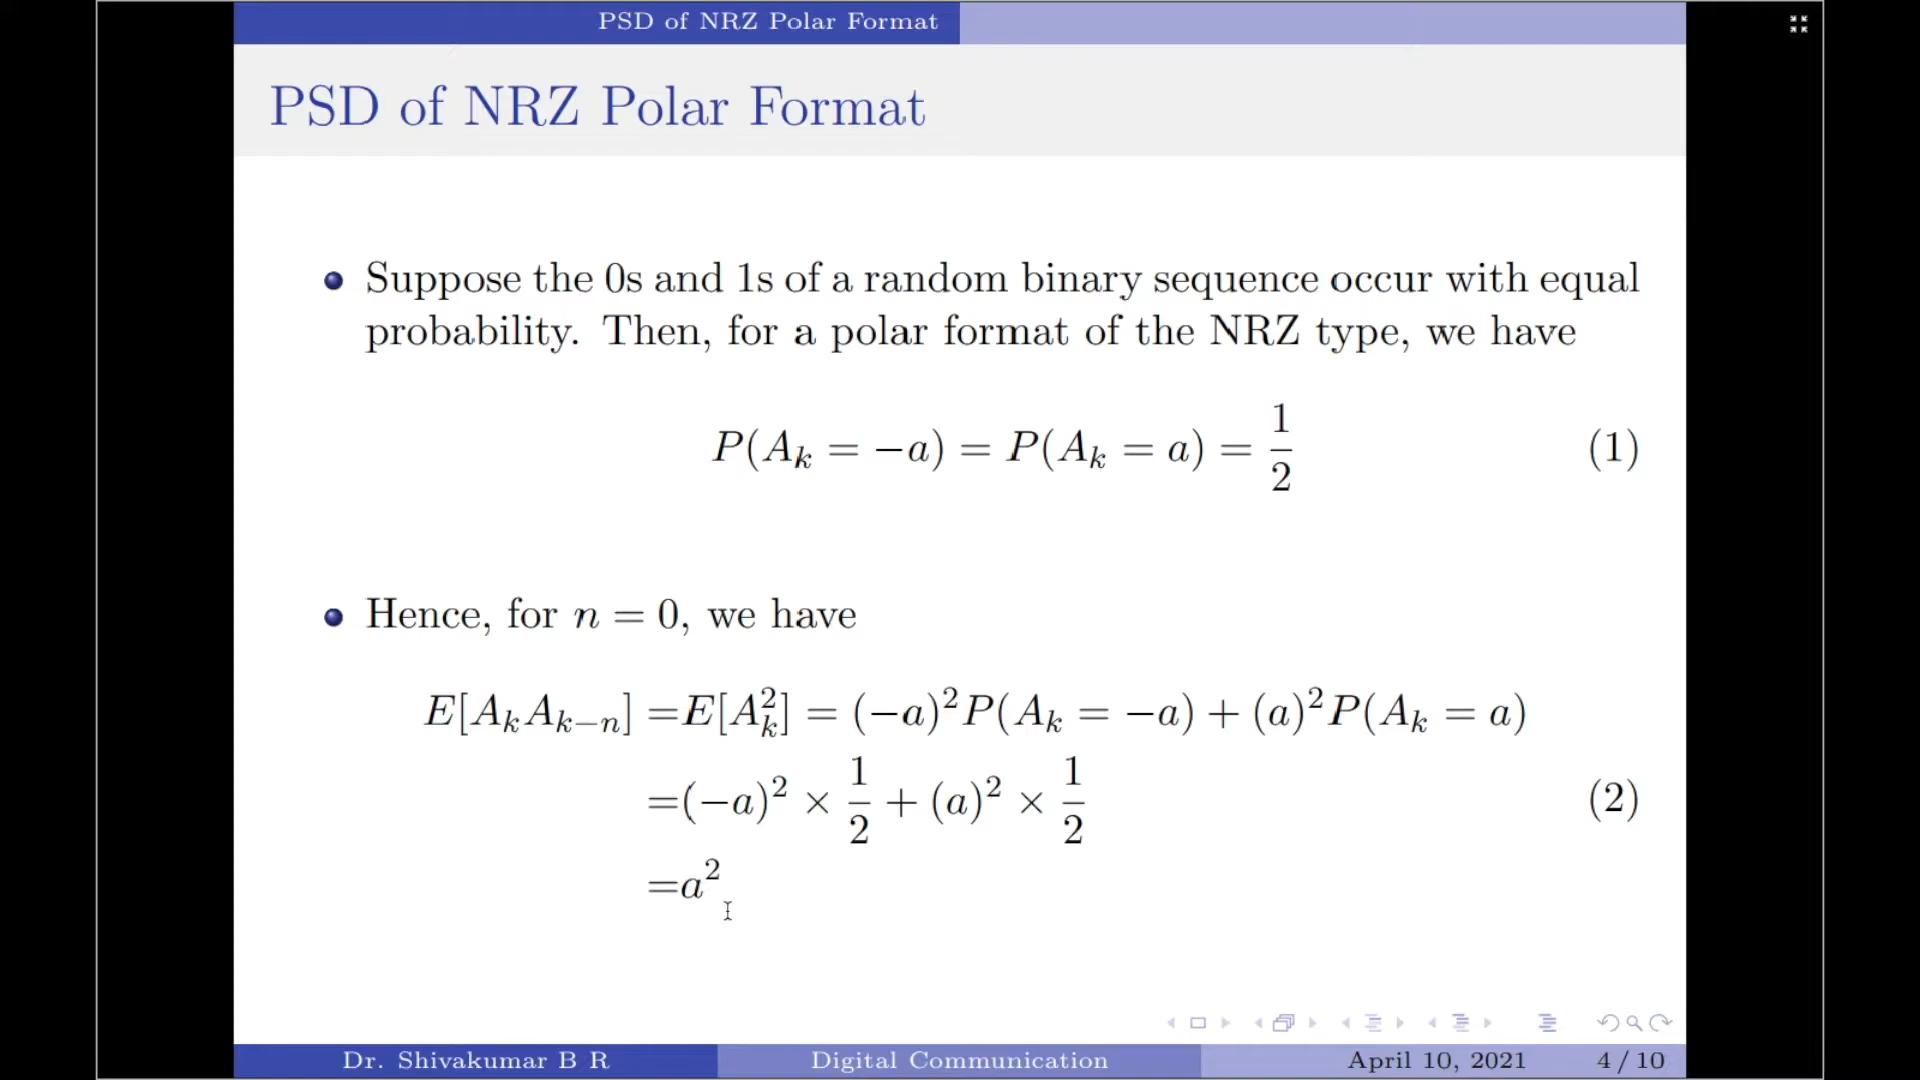 PSD of NRZ Polar Format
PSD of NRZ Polar Format
Suppose the 0s and 1s of a random binary sequence occur with equal
probability. Then, for a polar format of the NRZ type, we have
P(A_k = −a) = P(A_k = a) = 1/2 (1)
Hence, for n = 0, we have
E[A_k A_{k−n}] =E[A_k^2] = (−a)^2 P(A_k = −a) + (a)^2 P(A_k = a)
=(−a)^2 × 1/2 + (a)^2 × 1/2 (2)
=a^2
Dr. Shivakumar B R Digital Communication April 10, 2021 4 / 10